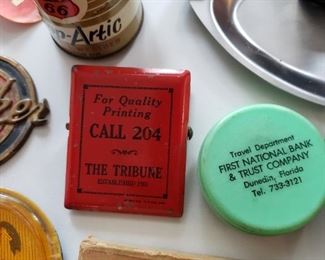 66
-Artic
For Quality
Printing
CALL 204
THE TRIBUNE
ESTABLISHED
Travel Department
FIRST NATIONAL BANK
& TRUST COMPANY
Dunedin, Florida
Tel. 733-3121